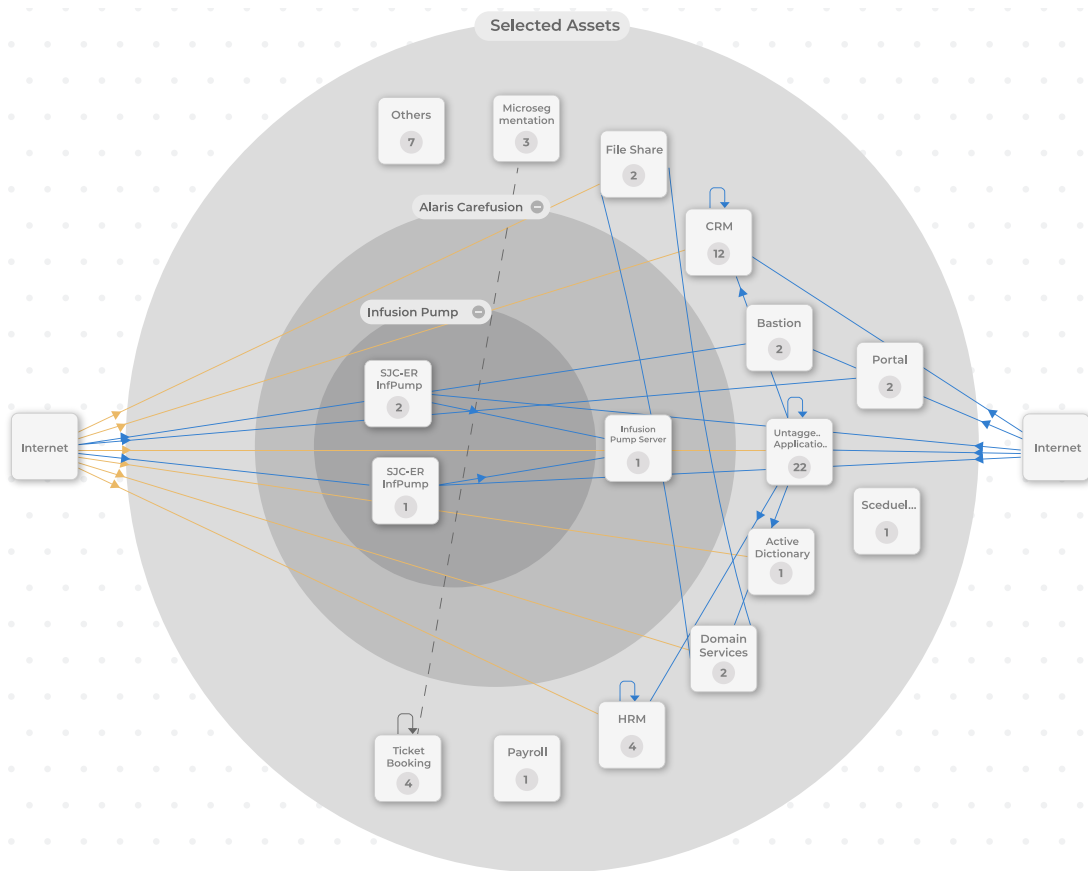 Selected Assets
Others
7
Microseg
mentation
3
File Share
2
Alaris Carefusion
CRM
12
Infusion Pump
Bastion
2
Portal
2
SJC-ER
InfPump
2
Internet
Infusion
Pump Server
1
Untagge..
Applicatio..
22
Internet
SJC-ER
InfPump
1
Sceduel...
1
Active
Dictionary
1
Domain
Services
2
HRM
4
Ticket
Booking
4
Payroll
1